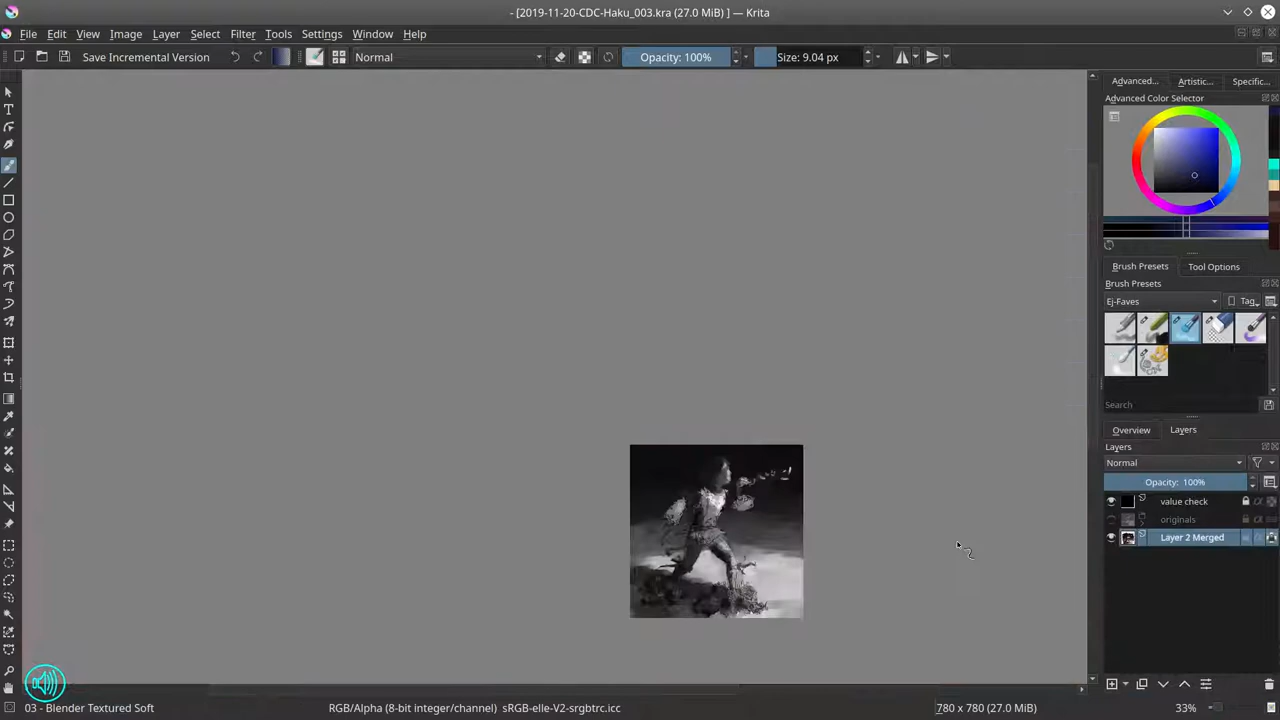 - [2019-11-20-CDC-Haku_003.kra (27.0 MiB) ] — Krita
File Edit View Image Layer Select Filter Tools Settings Window Help
Save Incremental Version Normal Opacity: 100% Size: 9.04 px
Advanced... Artistic... Specific...
Advanced Color Selector
Brush Presets Tool Options
Brush Presets
Ej-Faves Tag
Search
Overview Layers
Layers
Normal
Opacity: 100%
value check
originals
Layer 2 Merged
03 - Blender Textured Soft RGB/Alpha (8-bit integer/channel) sRGB-elle-V2-srgbtrc.icc 780 x 780 (27.0 MiB) 33%